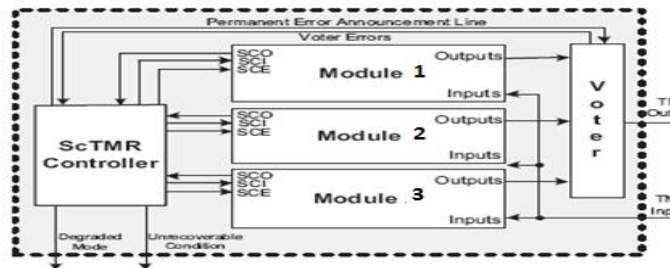 Permanent Error Announcement Line
Voter Errors
SCO
SCI
SCE
Module 1
Outputs
Inputs
SCO
SCI
SCE
Module 2
Outputs
Inputs
SCO
SCI
SCE
Module 3
Outputs
Inputs
ScTMR
Controller
Voter
Degraded
Mode
Unrecoverable
Condition